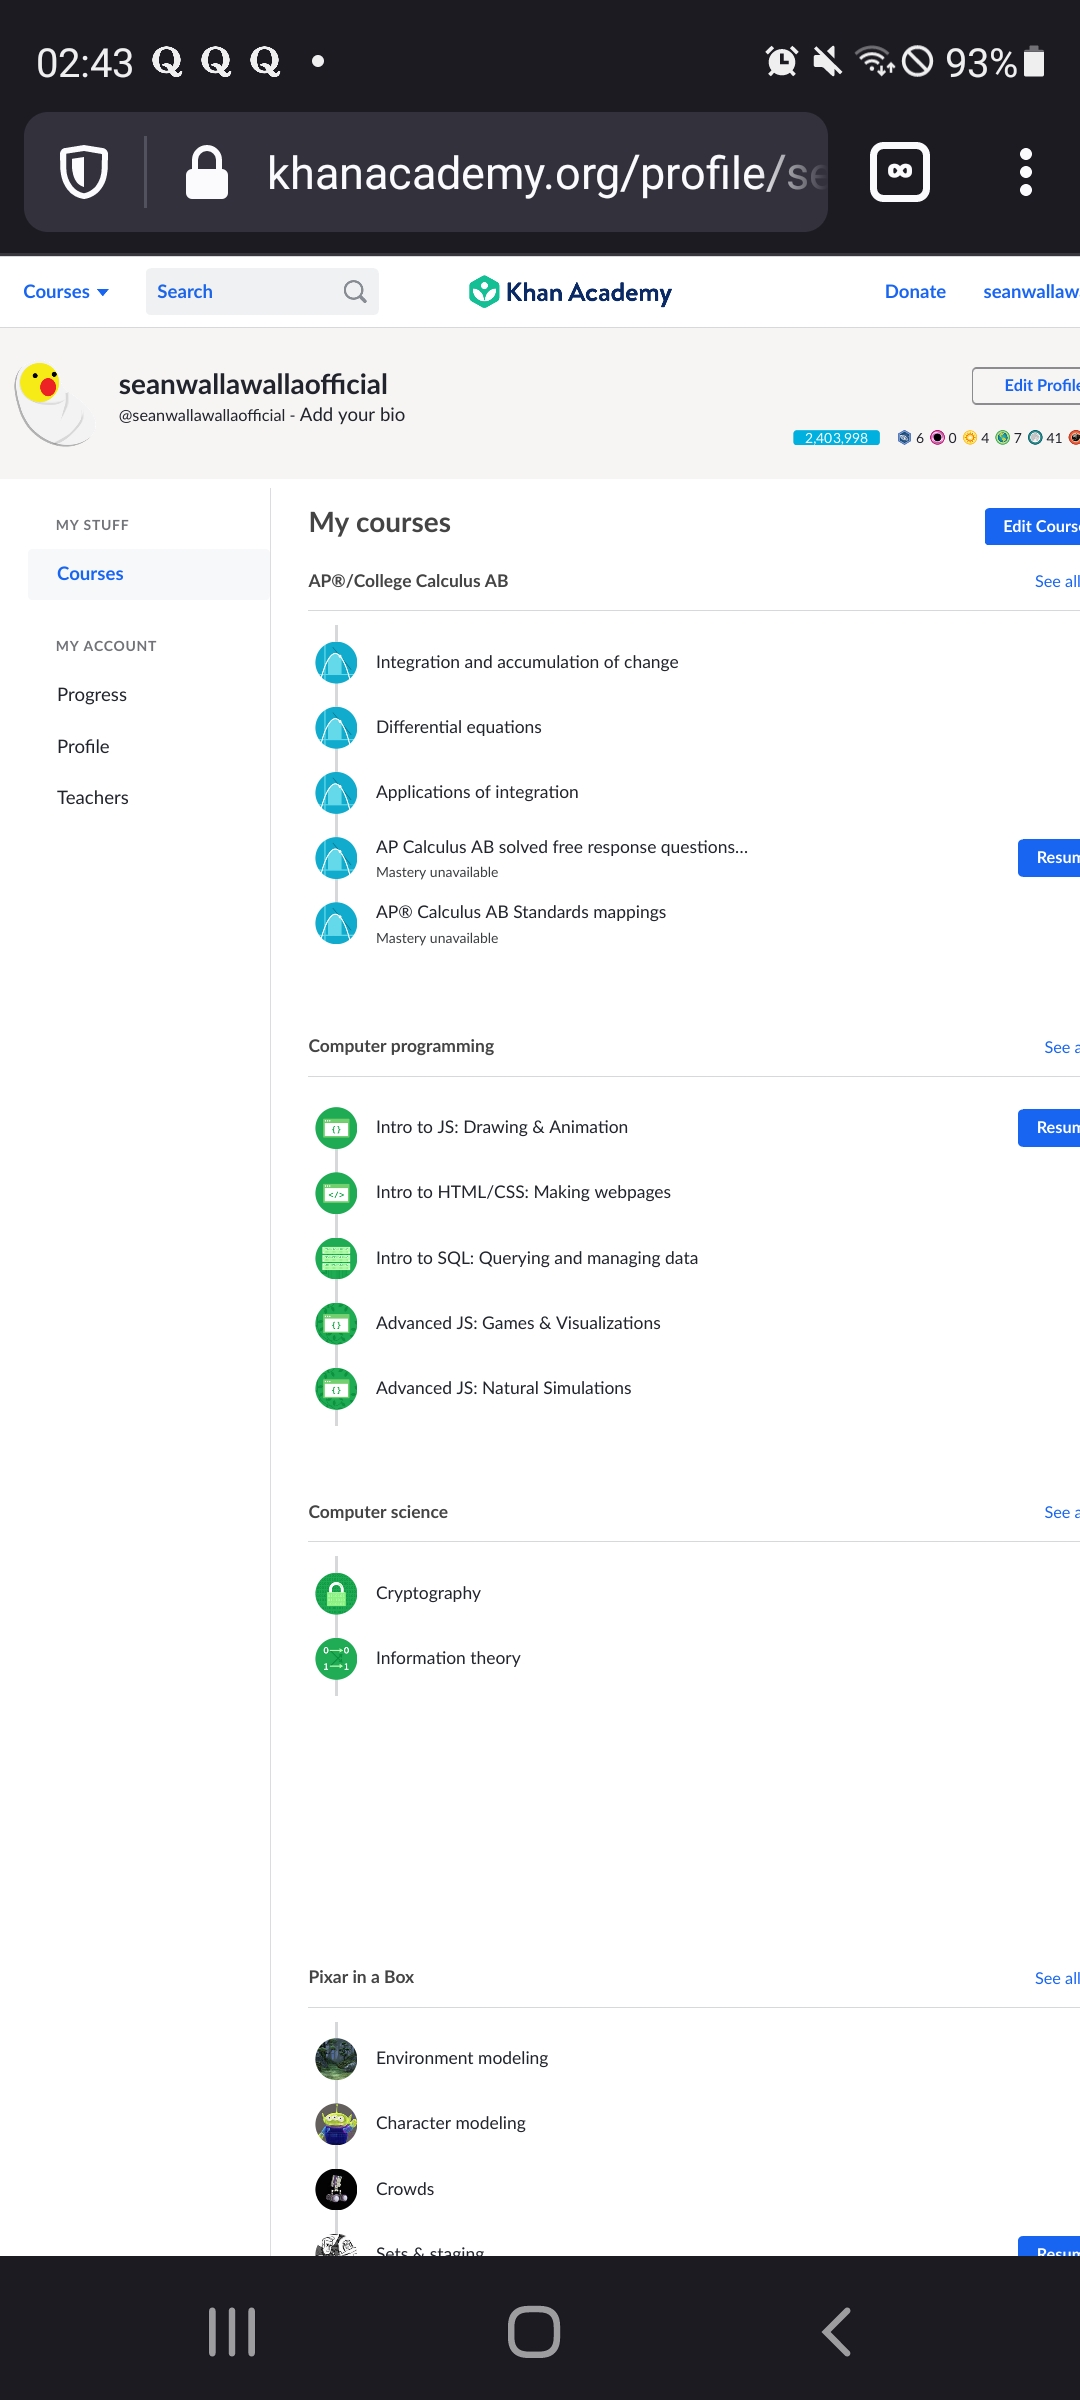 02:43 Q Q Q 93%
khanacademy.org/profile/se
Courses Search Khan Academy Donate seanwallaw
seanwallawallaofficial
@seanwallawallaofficial - Add your bio
Edit Profile
2,403,998 6 0 4 7 41
MY STUFF
Courses
MY ACCOUNT
Progress
Profile
Teachers
My courses
Edit Cours
AP®/College Calculus AB See all
Integration and accumulation of change
Differential equations
Applications of integration
AP Calculus AB solved free response questions...
Mastery unavailable
Resum
AP® Calculus AB Standards mappings
Mastery unavailable
Computer programming See a
{} Intro to JS: Drawing & Animation Resum
</> Intro to HTML/CSS: Making webpages
Intro to SQL: Querying and managing data
{} Advanced JS: Games & Visualizations
{} Advanced JS: Natural Simulations
Computer science See a
Cryptography
0→0
1→1
Information theory
Pixar in a Box See all
Environment modeling
Character modeling
Crowds
Sets & staging Resum